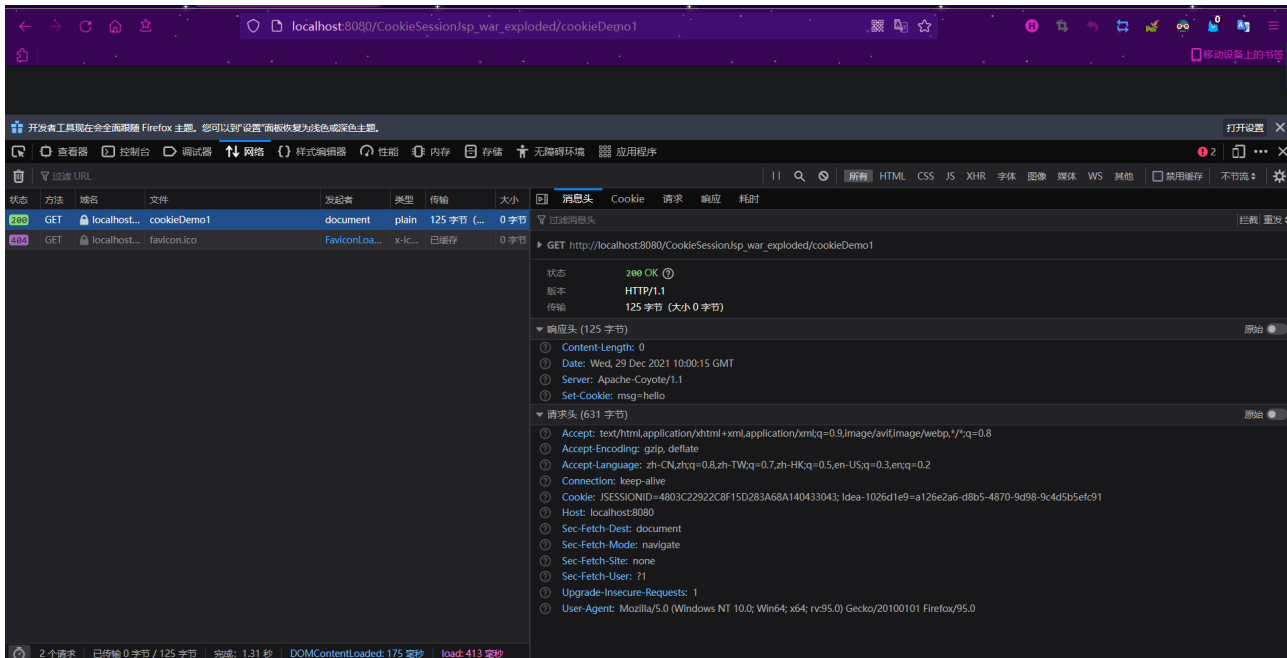 localhost:8080/CookieSessionJsp_war_exploded/cookieDemo1
移动设备上的书签
开发者工具现在会全面跟随 Firefox 主题。您可以到"设置"面板恢复为浅色或深色主题。 打开设置
查看器 控制台 调试器 网络 样式编辑器 性能 内存 存储 无障碍环境 应用程序 2
过滤 URL 所有 HTML CSS JS XHR 字体 图像 媒体 WS 其他 禁用缓存 不节流
状态 方法 域名 文件 发起者 类型 传输 大小 消息头 Cookie 请求 响应 耗时
200 GET localhost... cookieDemo1 document plain 125 字节 (... 0 字节 过滤消息头 拦截 重发
404 GET localhost... favicon.ico FaviconLoa... x-ic... 已缓存 0 字节 GET http://localhost:8080/CookieSessionJsp_war_exploded/cookieDemo1
状态 200 OK
版本 HTTP/1.1
传输 125 字节 (大小 0 字节)
响应头 (125 字节) 原始
Content-Length: 0
Date: Wed, 29 Dec 2021 10:00:15 GMT
Server: Apache-Coyote/1.1
Set-Cookie: msg=hello
请求头 (631 字节) 原始
Accept: text/html,application/xhtml+xml,application/xml;q=0.9,image/avif,image/webp,*/*;q=0.8
Accept-Encoding: gzip, deflate
Accept-Language: zh-CN,zh;q=0.8,zh-TW;q=0.7,zh-HK;q=0.5,en-US;q=0.3,en;q=0.2
Connection: keep-alive
Cookie: JSESSIONID=4803C22922C8F15D283A68A140433043; Idea-1026d1e9=a126e2a6-d8b5-4870-9d98-9c4d5b5efc91
Host: localhost:8080
Sec-Fetch-Dest: document
Sec-Fetch-Mode: navigate
Sec-Fetch-Site: none
Sec-Fetch-User: ?1
Upgrade-Insecure-Requests: 1
User-Agent: Mozilla/5.0 (Windows NT 10.0; Win64; x64; rv:95.0) Gecko/20100101 Firefox/95.0
2 个请求 已传输 0 字节 / 125 字节 完成: 1.31 秒 DOMContentLoaded: 175 毫秒 load: 413 毫秒